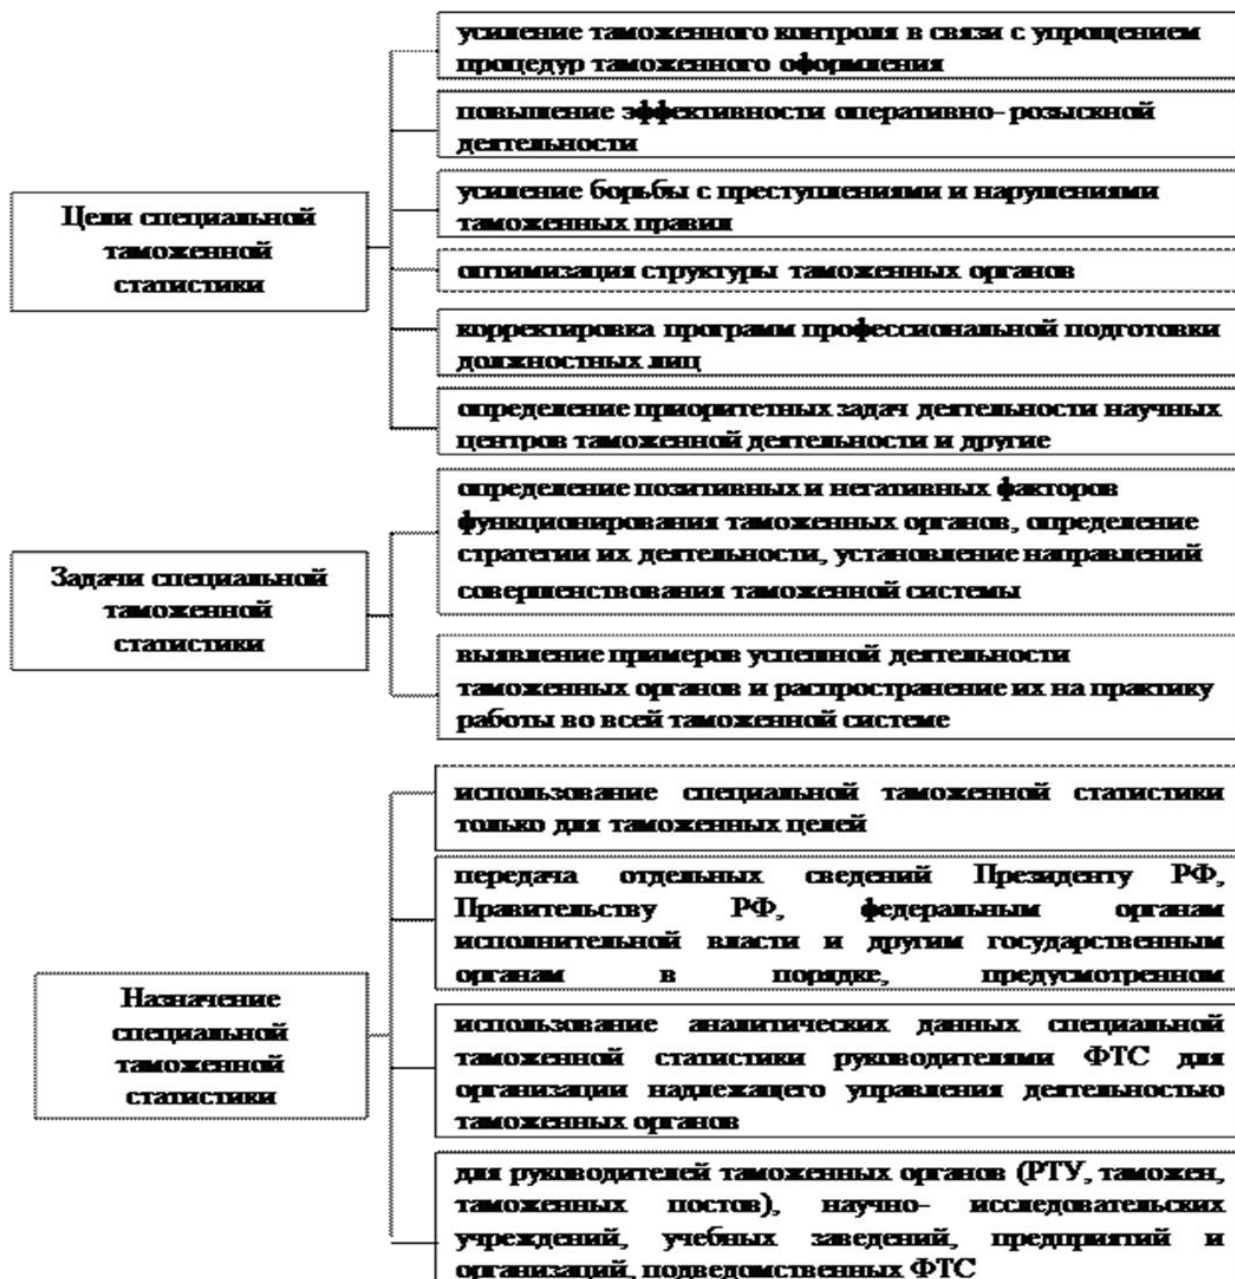 усиление таможенного контроля в связи с упрощением
процедур таможенного оформления
повышение эффективности оперативно- розыскной
деятельности
усиление борьбы с преступлениями и нарушениями
таможенных правил
Цели специальной
таможенной
статистики
оптимизация структуры таможенных органов
корректировка программ профессиональной подготовки
должностных лиц
определение приоритетных задач деятельности научных
центров таможенной деятельности и другие
определение позитивных и негативных факторов
функционирования таможенных органов, определение
стратегии их деятельности, установление направлений
совершенствования таможенной системы
Задачи специальной
таможенной
статистики
выявление примеров успешной деятельности
таможенных органов и распространение их на практику
работы во всей таможенной системе
использование специальной таможенной статистики
только для таможенных целей
передача отдельных сведений Президенту РФ,
Правительству РФ, федеральным органам
исполнительной власти и другим государственным
органам в порядке, предусмотренном
Назначение
специальной
таможенной
статистики
использование аналитических данных специальной
таможенной статистики руководителями ФТС для
организации надлежащего управления деятельностью
таможенных органов
для руководителей таможенных органов (РТУ, таможен,
таможенных постов), научно- исследовательских
учреждений, учебных заведений, предприятий и
организаций, подведомственных ФТС